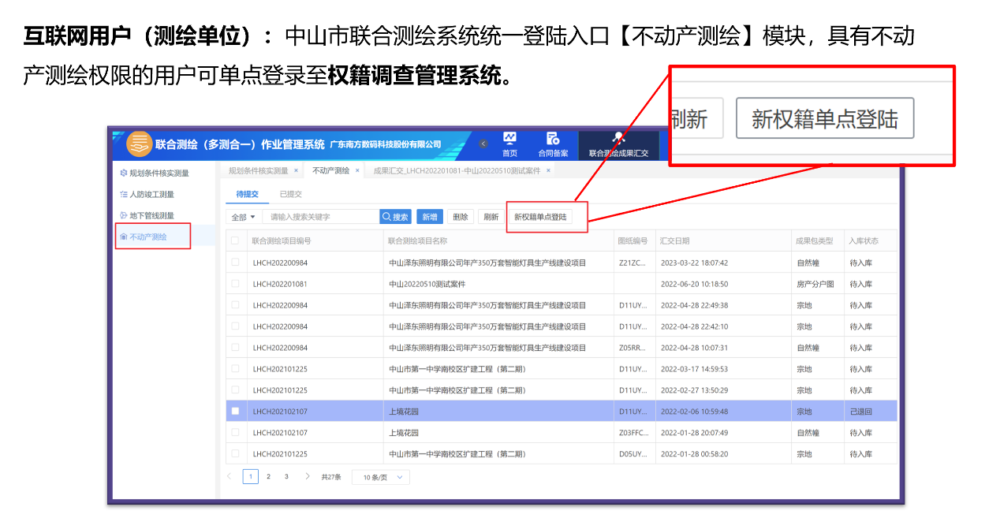 互联网用户（测绘单位）：中山市联合测绘系统统一登陆入口【不动产测绘】模块，具有不动
产测绘权限的用户可单点登录至权籍调查管理系统。
刷新 新权籍单点登陆
联合测绘（多测合一）作业管理系统 广东南方数码科技股份有限公司 首页 合同备案 联合测绘成果汇交
规划条件核实测量 人防竣工测量 地下管线测量 不动产测绘
规划条件核实测量 × 不动产测绘 × 成果汇交_LHCH202201081-中山20220510测试案件 ×
待提交 已提交
全部 请输入搜索关键字 搜索 新增 删除 刷新 新权籍单点登陆
联合测绘项目编号 联合测绘项目名称 图纸编号 汇交日期 成果包类型 入库状态
LHCH202200984 中山泽东照明有限公司年产350万套智能灯具生产线建设项目 Z21ZC... 2023-03-22 18:07:42 自然幢 待入库
LHCH202201081 中山20220510测试案件 2022-06-20 10:18:50 房产分户图 待入库
LHCH202200984 中山泽东照明有限公司年产350万套智能灯具生产线建设项目 D11UY... 2022-04-28 22:49:38 宗地 待入库
LHCH202200984 中山泽东照明有限公司年产350万套智能灯具生产线建设项目 D11UY... 2022-04-28 22:42:10 宗地 待入库
LHCH202200984 中山泽东照明有限公司年产350万套智能灯具生产线建设项目 Z05RR... 2022-04-28 10:07:31 自然幢 待入库
LHCH202101225 中山市第一中学南校区扩建工程（第二期） D11UY... 2022-03-17 14:59:53 宗地 待入库
LHCH202101225 中山市第一中学南校区扩建工程（第二期） D11UY... 2022-02-27 13:50:29 宗地 待入库
LHCH202102107 上境花园 D11UY... 2022-02-06 10:59:48 宗地 已退回
LHCH202102107 上境花园 Z03FFC... 2022-01-28 20:07:49 自然幢 待入库
LHCH202101225 中山市第一中学南校区扩建工程（第二期） D05UY... 2022-01-28 00:58:20 宗地 待入库
1 2 3 共27条 10 条/页